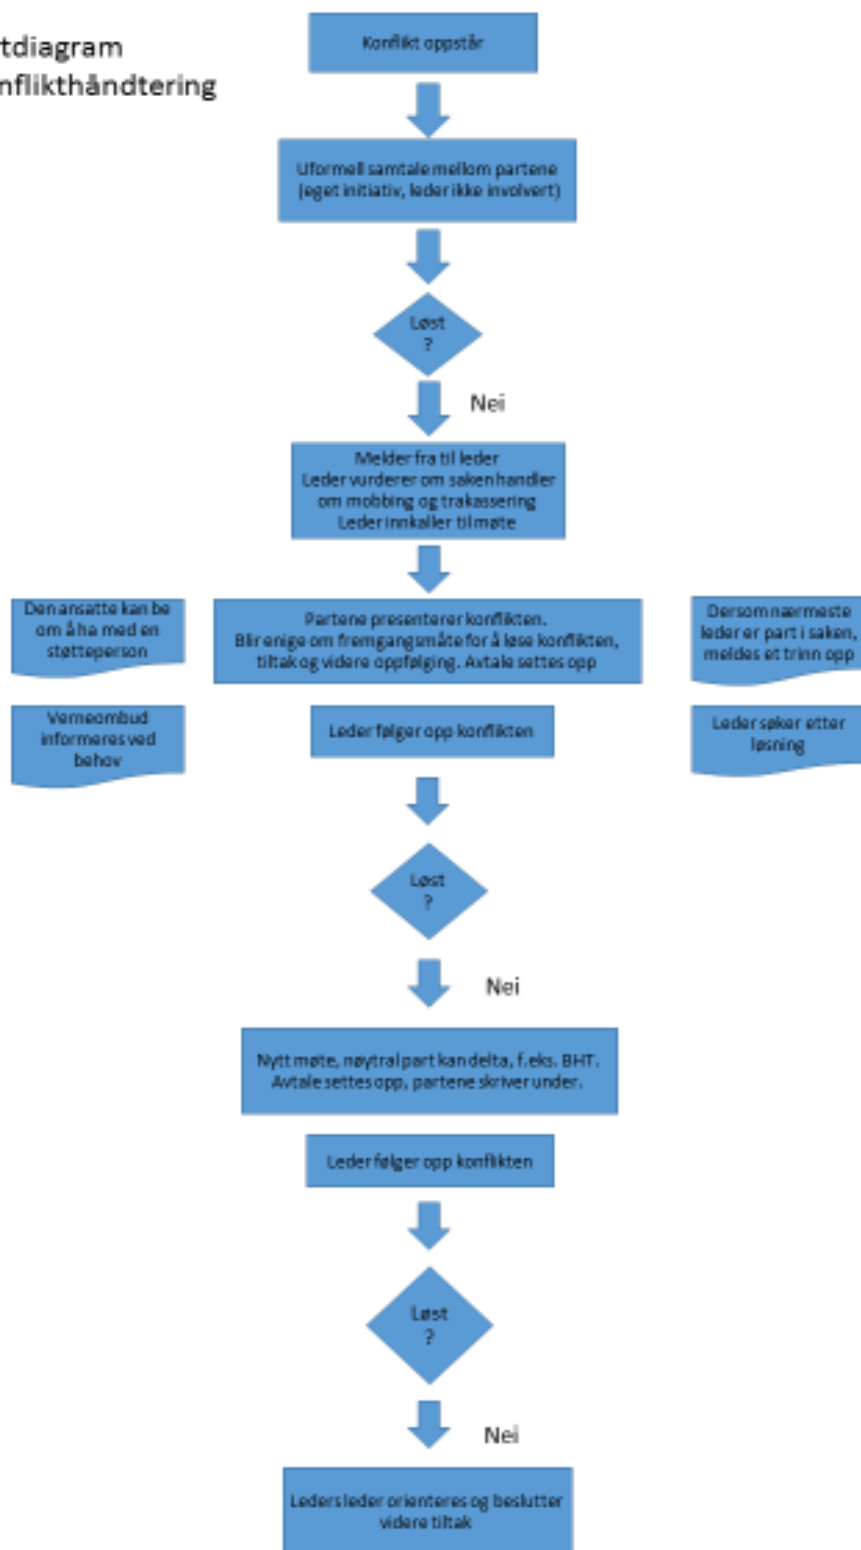 tdiagram
nflikthåndtering
Konflikt oppstår
Uformell samtale mellom partene
(eget initiativ, leder ikke involvert)
Løst
?
Nei
Melder fra til leder
Leder vurderer om saken handler
om mobbing og trakassering
Leder innkaller til møte
Den ansatte kan be
om å ha med en
støtteperson
Partene presenterer konflikten.
Blir enige om fremgangsmåte for å løse konflikten,
tiltak og videre oppfølging. Avtale settes opp
Dersom nærmeste
leder er part i saken,
meldes et trinn opp
Verneombud
informeres ved
behov
Leder følger opp konflikten
Leder søker etter
løsning
Løst
?
Nei
Nytt møte, nøytral part kan delta, f.eks. BHT.
Avtale settes opp, partene skriver under.
Leder følger opp konflikten
Løst
?
Nei
Leders leder orienteres og beslutter
videre tiltak